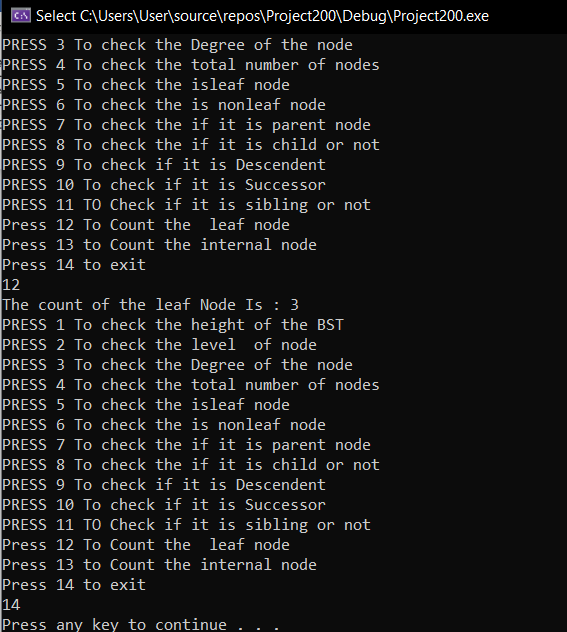 Select C:\Users\User\source\repos\Project200\Debug\Project200.exe
PRESS 3 To check the Degree of the node
PRESS 4 To check the total number of nodes
PRESS 5 To check the isleaf node
PRESS 6 To check the is nonleaf node
PRESS 7 To check the if it is parent node
PRESS 8 To check the if it is child or not
PRESS 9 To check if it is Descendent
PRESS 10 To check if it is Successor
PRESS 11 TO Check if it is sibling or not
Press 12 To Count the  leaf node
Press 13 to Count the internal node
Press 14 to exit
12
The count of the leaf Node Is : 3
PRESS 1 To check the height of the BST
PRESS 2 To check the level  of node
PRESS 3 To check the Degree of the node
PRESS 4 To check the total number of nodes
PRESS 5 To check the isleaf node
PRESS 6 To check the is nonleaf node
PRESS 7 To check the if it is parent node
PRESS 8 To check the if it is child or not
PRESS 9 To check if it is Descendent
PRESS 10 To check if it is Successor
PRESS 11 TO Check if it is sibling or not
Press 12 To Count the  leaf node
Press 13 to Count the internal node
Press 14 to exit
14
Press any key to continue . . .